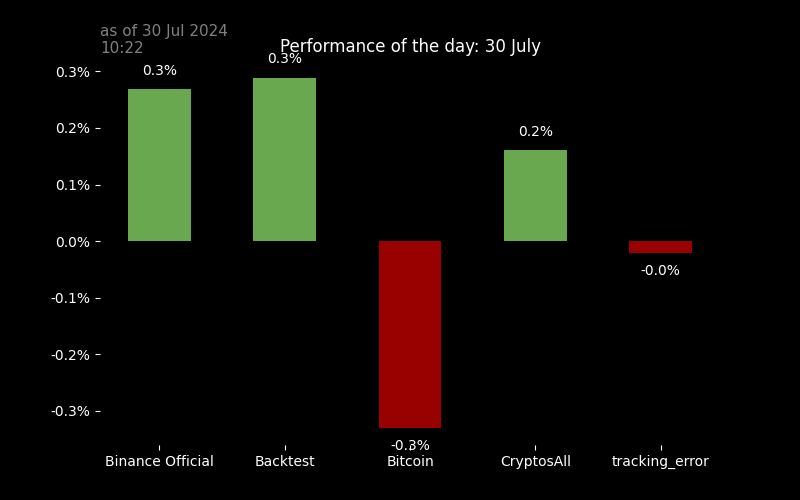 as of 30 Jul 2024
10:22
Performance of the day: 30 July
0.3%
0.2%
0.1%
0.0%
-0.1%
-0.2%
-0.3%
0.3%
0.3%
-0.3%
0.2%
-0.0%
Binance Official
Backtest
Bitcoin
CryptosAll
tracking_error